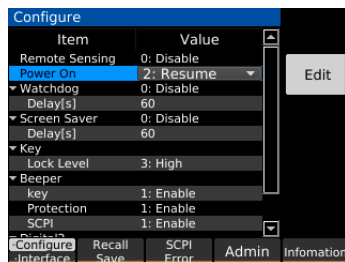 Configure
Item Value
Remote Sensing 0: Disable
Power On 2: Resume
Watchdog 0: Disable
Delay[s] 60
Screen Saver 0: Disable
Delay[s] 60
Key
Lock Level 3: High
Beeper
key 1: Enable
Protection 1: Enable
SCPI 1: Enable
Edit
·Configure Recall SCPI Admin Infomation
·Interface Save Error